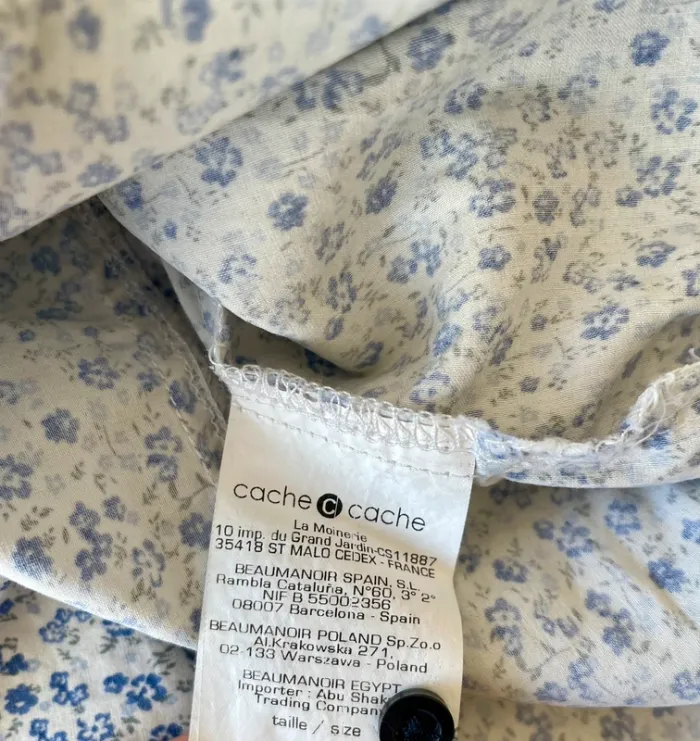 cache c cache
La Moinerie
10 imp. du Grand Jardin-CS11887
35418 ST MALO CEDEX - FRANCE
BEAUMANOIR SPAIN, S.L.
Rambla Cataluña, N°60, 3° 2°
NIF B 55002356
08007 Barcelona - Spain
BEAUMANOIR POLAND Sp.Zo.o
Al.Krakowska 271,
02-133 Warszawa - Poland
BEAUMANOIR EGYPT
Importer : Abu
Trading Company
taille / size